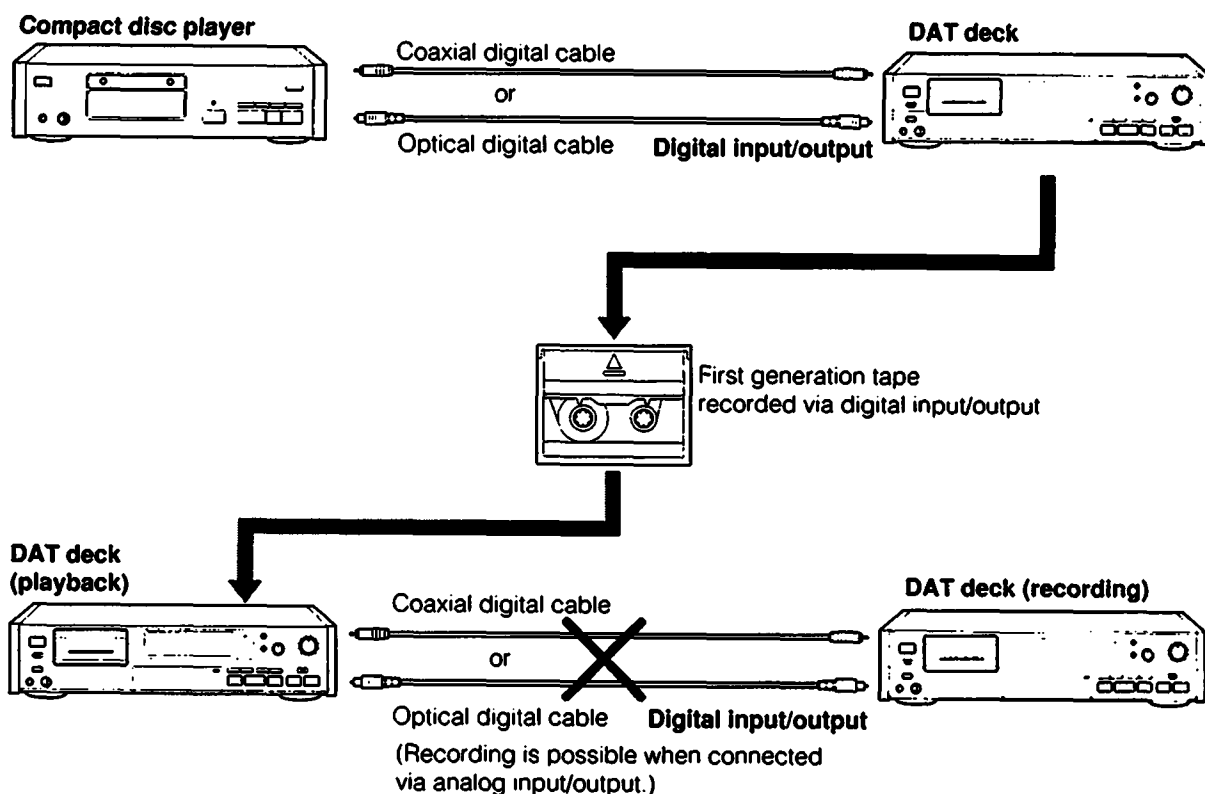 Compact disc player
Coaxial digital cable
DAT deck
or
Optical digital cable
Digital input/output
First generation tape
recorded via digital input/output
DAT deck
(playback)
Coaxial digital cable
DAT deck (recording)
or
Optical digital cable
Digital input/output
(Recording is possible when connected
via analog input/output.)